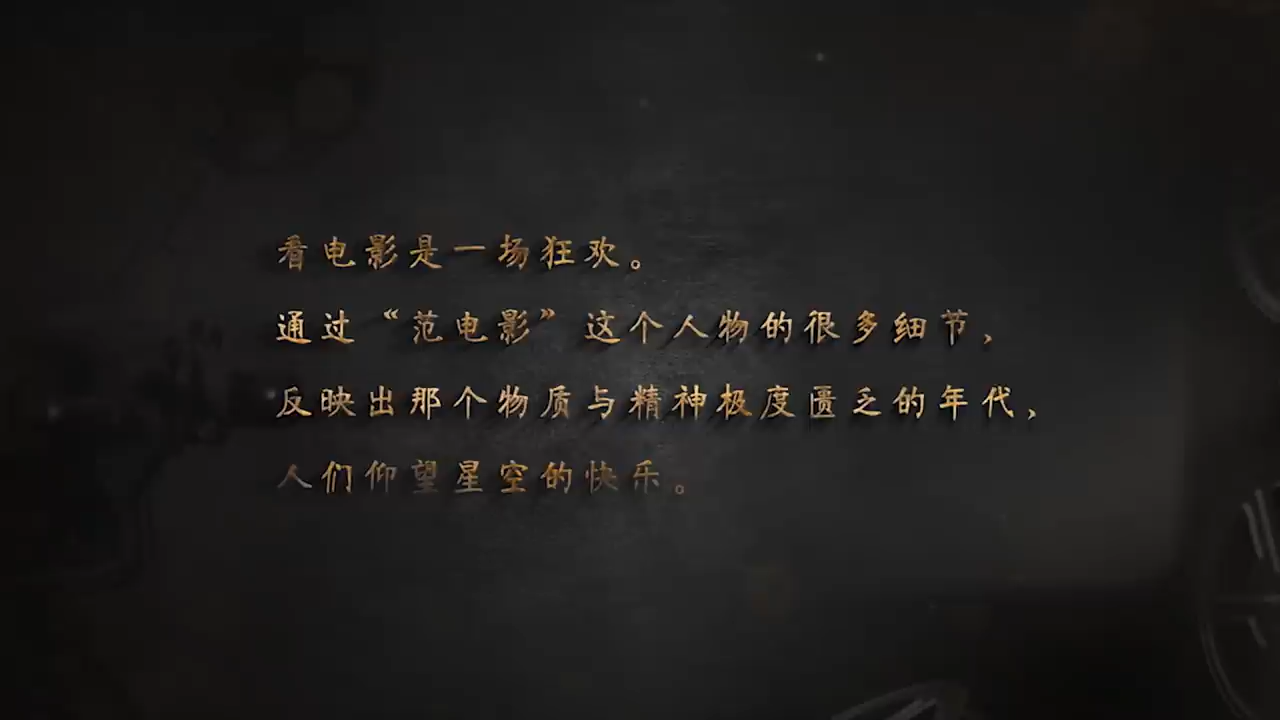 看电影是一场狂欢。
通过“范电影”这个人物的很多细节，
反映出那个物质与精神极度匮乏的年代，
人们仰望星空的快乐。